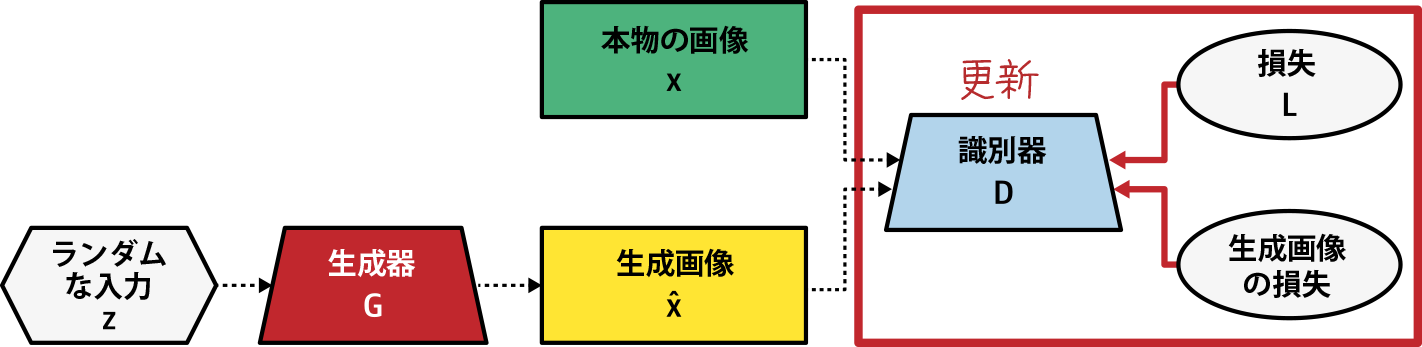 本物の画像
x
更新
識別器
D
損失
L
ランダム
な入力
z
生成器
G
生成画像
x̂
生成画像
の損失